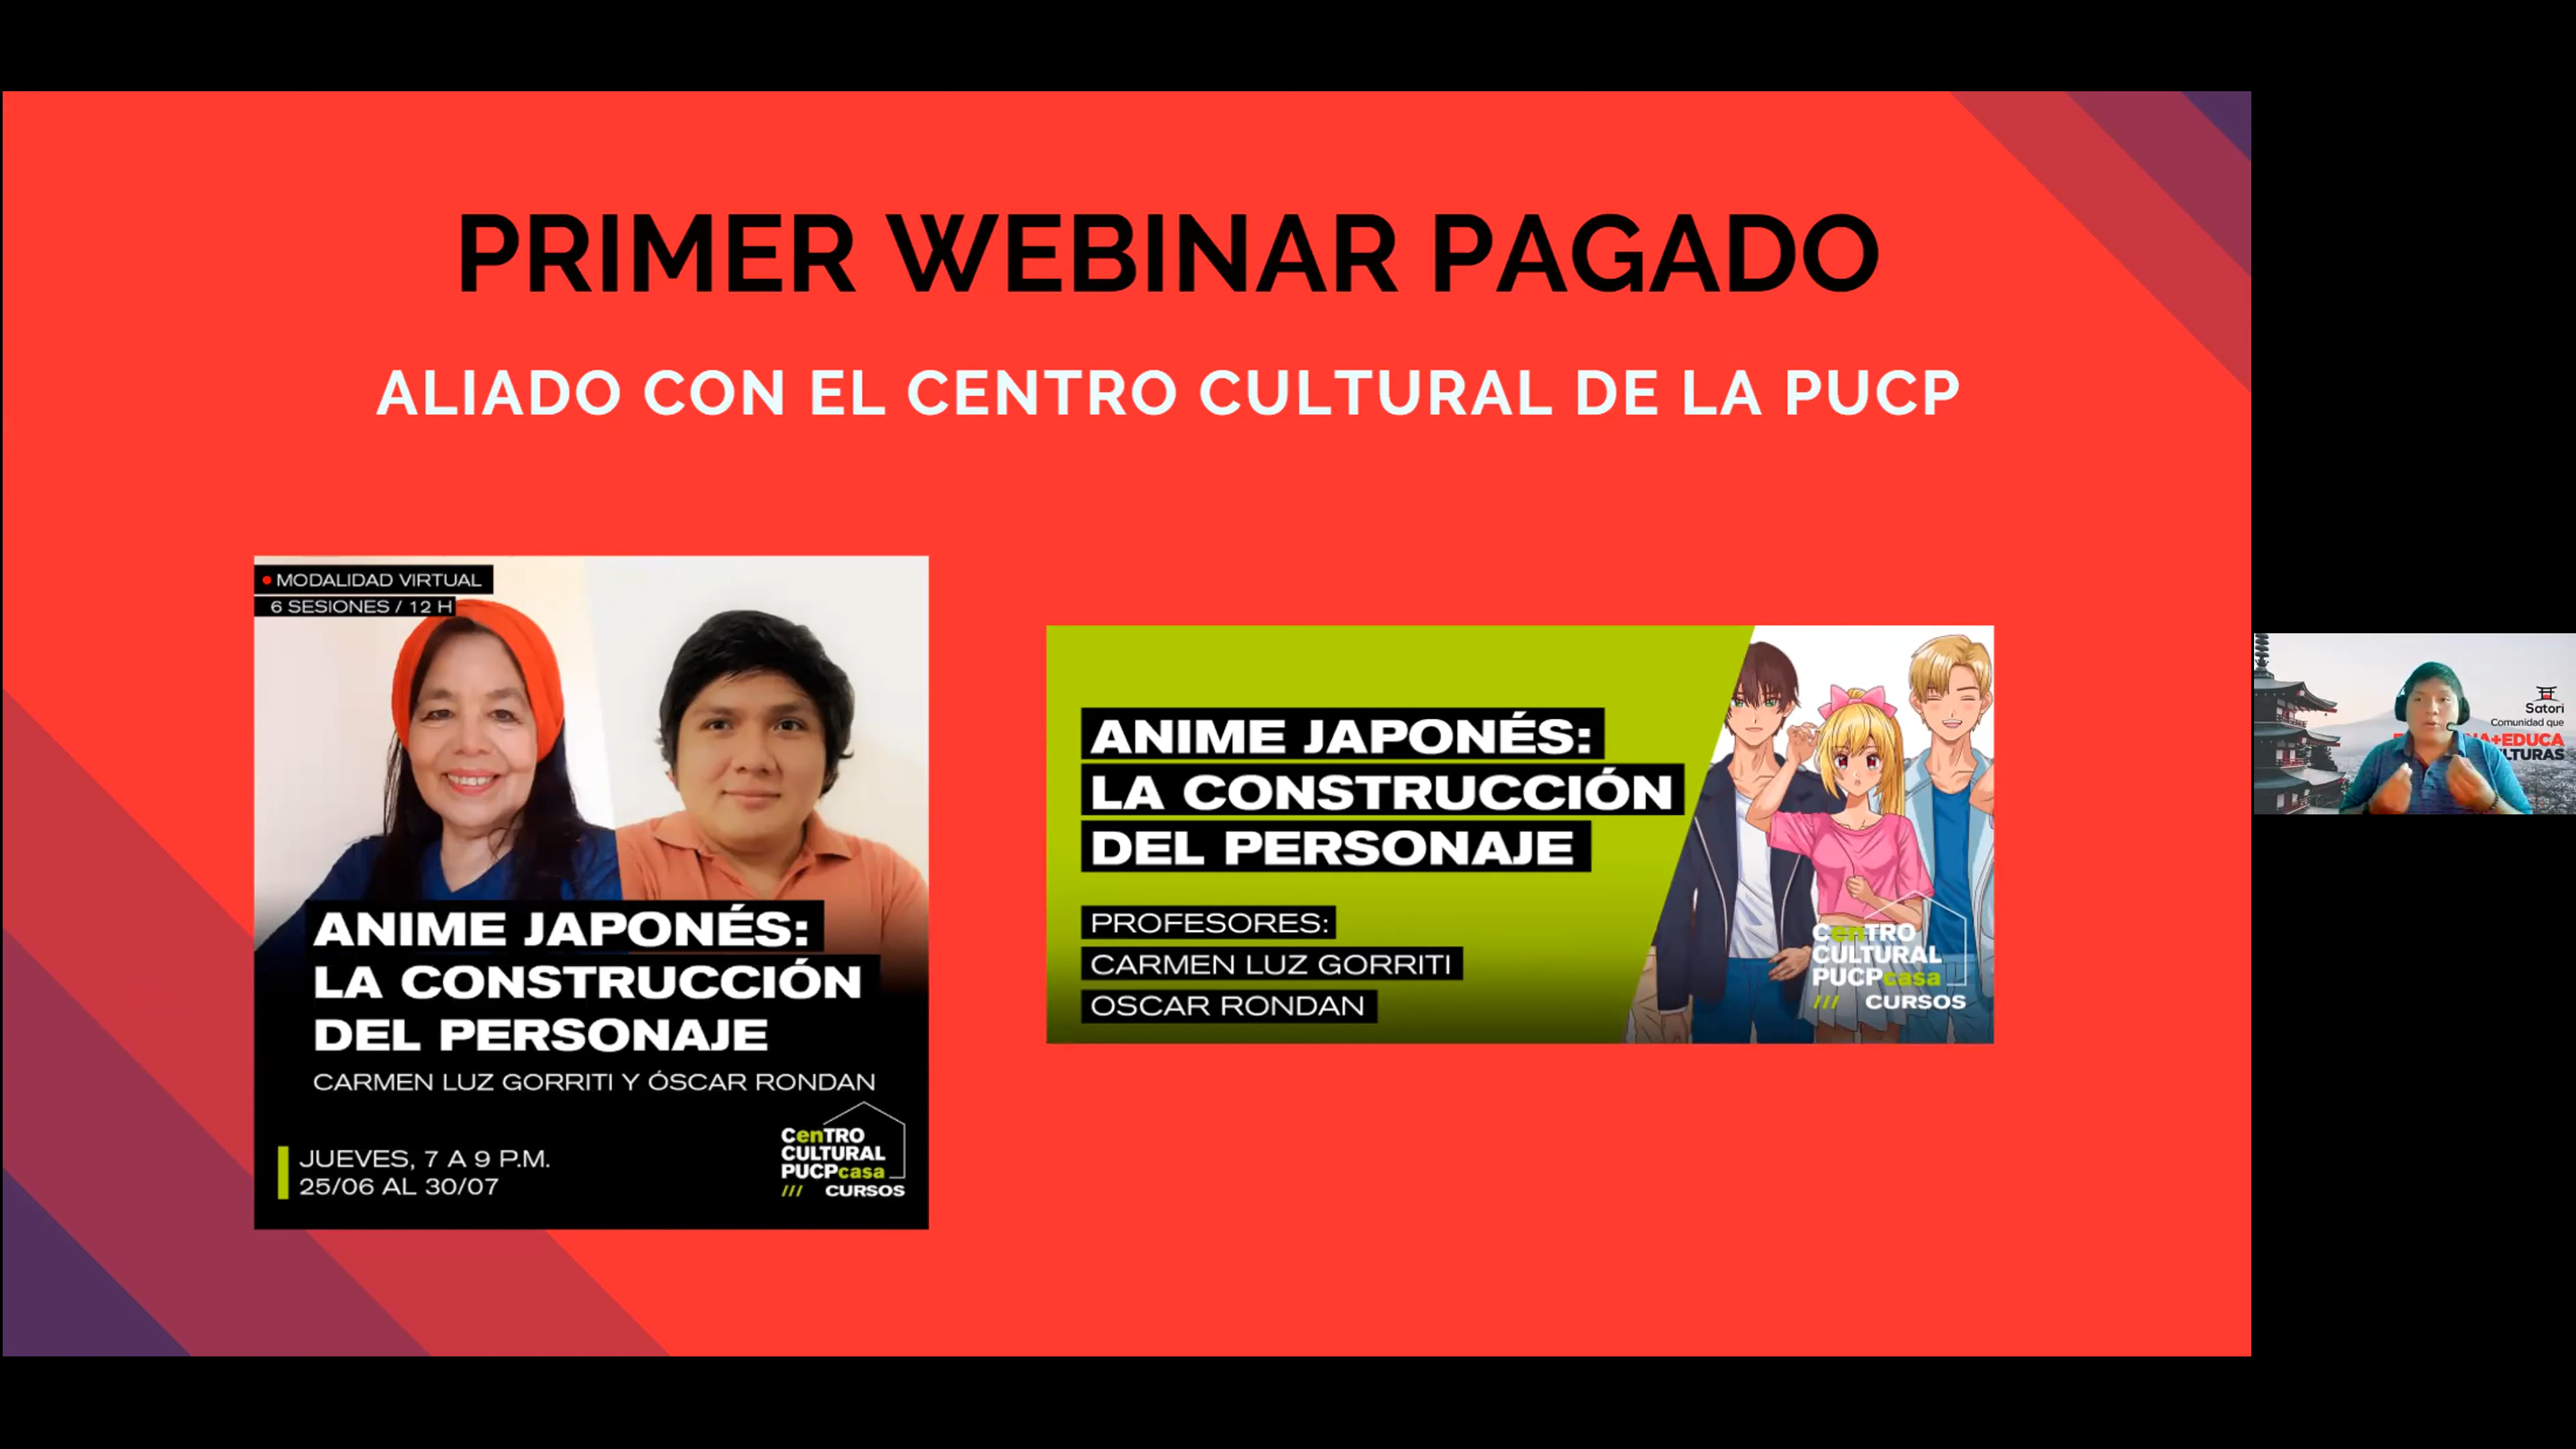 PRIMER WEBINAR PAGADO
ALIADO CON EL CENTRO CULTURAL DE LA PUCP
MODALIDAD VIRTUAL
6 SESIONES / 12 H
ANIME JAPONÉS:
LA CONSTRUCCIÓN
DEL PERSONAJE
CARMEN LUZ GORRITI Y ÓSCAR RONDAN
JUEVES, 7 A 9 P.M.
25/06 AL 30/07
CenTRO
CULTURAL
PUCPcasa
/// CURSOS
ANIME JAPONÉS:
LA CONSTRUCCIÓN
DEL PERSONAJE
PROFESORES:
CARMEN LUZ GORRITI
OSCAR RONDAN
CenTRO
CULTURAL
PUCPcasa
/// CURSOS
Satori
Comunidad que
+EDUCA